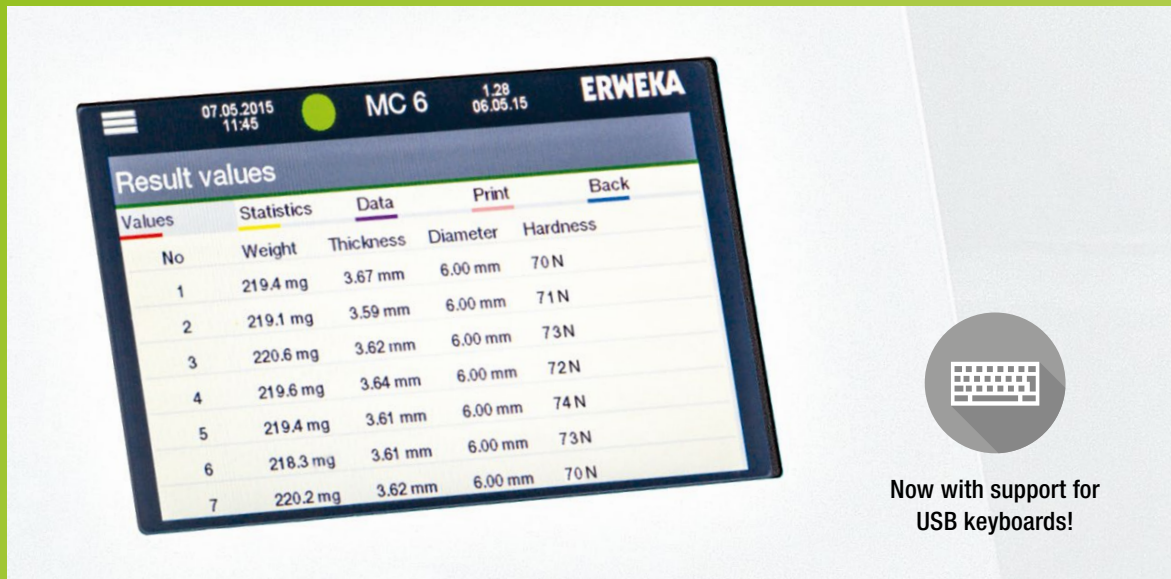 07.05.2015
11:45
MC 6
1.28
06.05.15
ERWEKA
Result values
Values Statistics Data Print Back
No Weight Thickness Diameter Hardness
1 219.4 mg 3.67 mm 6.00 mm 70 N
2 219.1 mg 3.59 mm 6.00 mm 71 N
3 220.6 mg 3.62 mm 6.00 mm 73 N
4 219.6 mg 3.64 mm 6.00 mm 72 N
5 219.4 mg 3.61 mm 6.00 mm 74 N
6 218.3 mg 3.61 mm 6.00 mm 73 N
7 220.2 mg 3.62 mm 6.00 mm 70 N
Now with support for
USB keyboards!